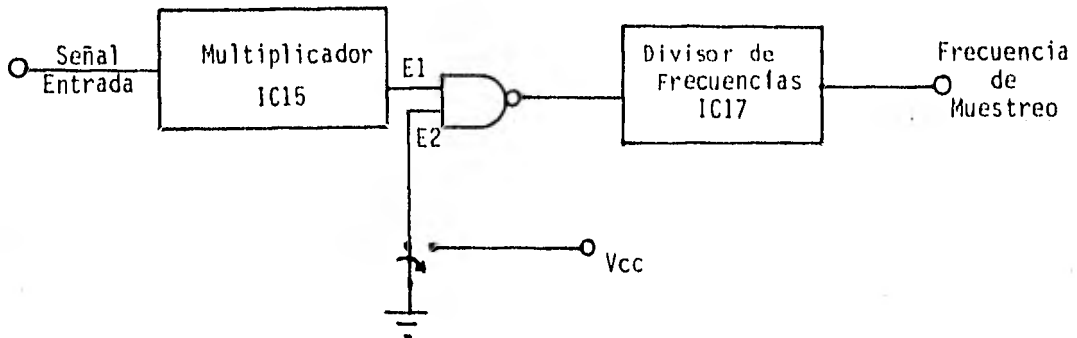 Señal
Entrada
Multiplicador
IC15
E1
E2
Divisor de
Frecuencias
IC17
Frecuencia
de
Muestreo
Vcc